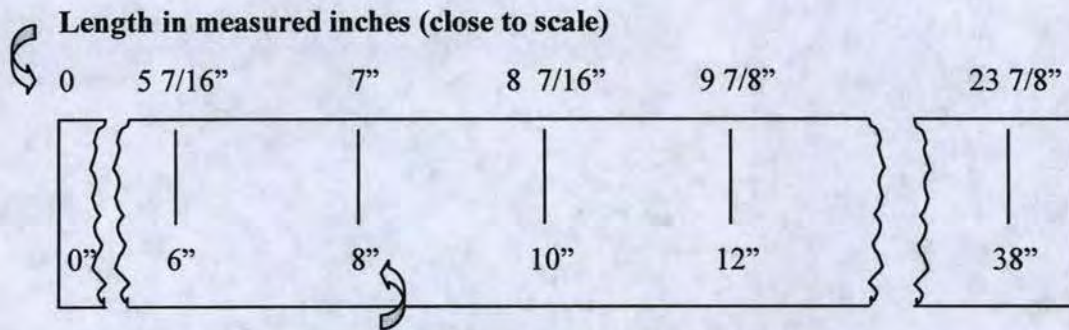 Length in measured inches (close to scale)
0 5 7/16” 7” 8 7/16” 9 7/8” 23 7/8”
0” 6” 8” 10” 12” 38”